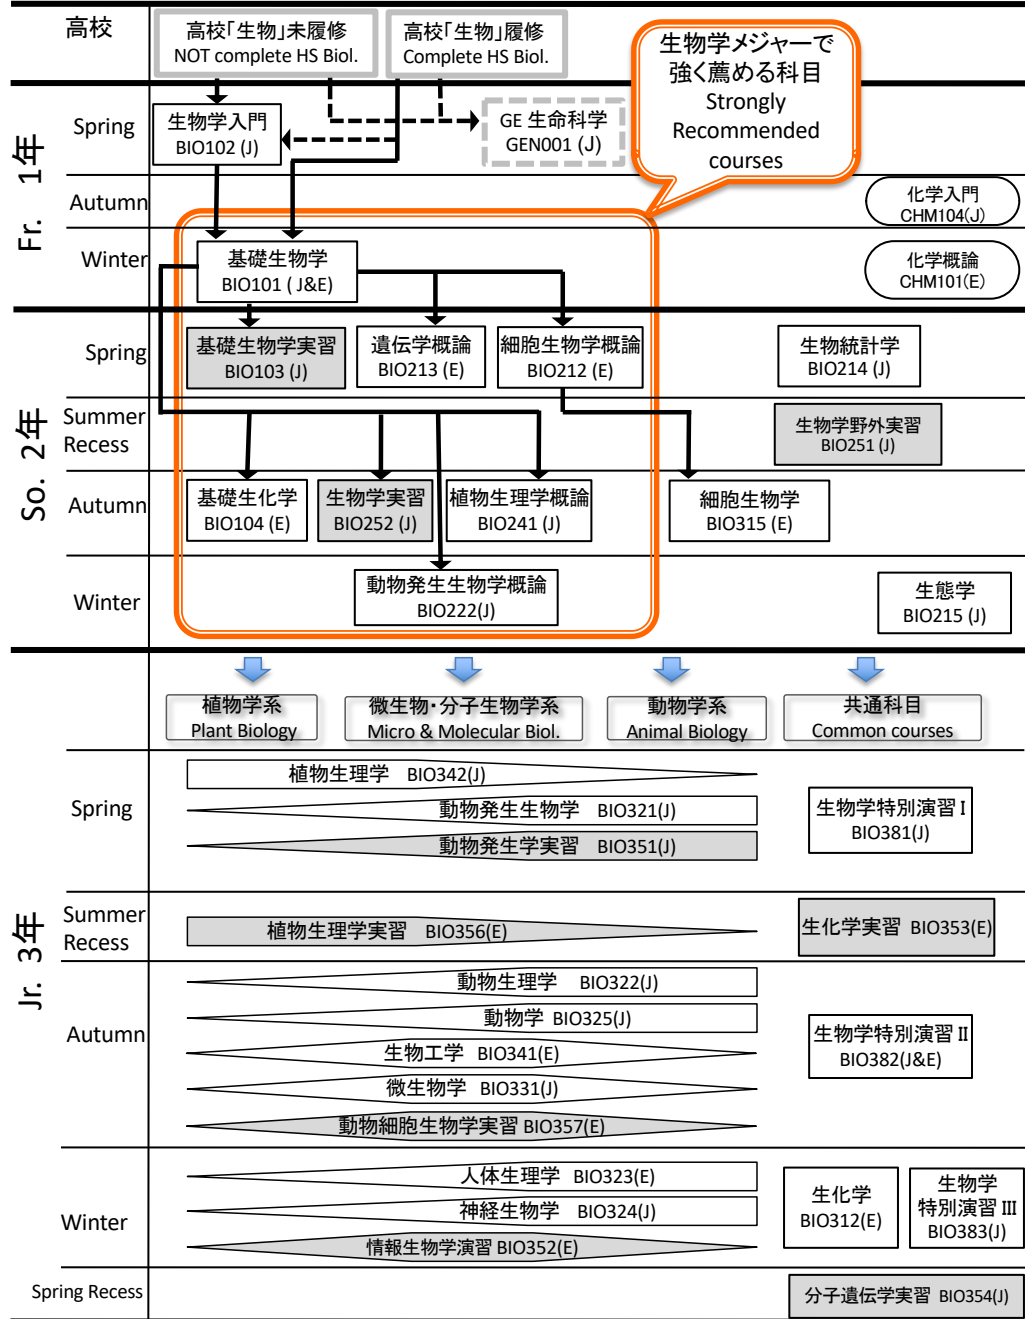 高校
高校「生物」未履修
NOT complete HS Biol.
高校「生物」履修
Complete HS Biol.
生物学メジャーで
強く薦める科目
Strongly
Recommended
courses
Fr. 1年
Spring
生物学入門
BIO102 (J)
GE 生命科学
GEN001 (J)
Autumn
化学入門
CHM104(J)
Winter
基礎生物学
BIO101 ( J&E)
化学概論
CHM101(E)
So. 2年
Spring
基礎生物学実習
BIO103 (J)
遺伝学概論
BIO213 (E)
細胞生物学概論
BIO212 (E)
生物統計学
BIO214 (J)
Summer
Recess
生物学野外実習
BIO251 (J)
Autumn
基礎生化学
BIO104 (E)
生物学実習
BIO252 (J)
植物生理学概論
BIO241 (J)
細胞生物学
BIO315 (E)
Winter
動物発生生物学概論
BIO222(J)
生態学
BIO215 (J)
植物学系
Plant Biology
微生物・分子生物学系
Micro & Molecular Biol.
動物学系
Animal Biology
共通科目
Common courses
Jr. 3年
Spring
植物生理学 BIO342(J)
動物発生生物学 BIO321(J)
動物発生学実習 BIO351(J)
生物学特別演習 I
BIO381(J)
Summer
Recess
植物生理学実習 BIO356(E)
生化学実習 BIO353(E)
Autumn
動物生理学 BIO322(J)
動物学 BIO325(J)
生物工学 BIO341(E)
微生物学 BIO331(J)
動物細胞生物学実習 BIO357(E)
生物学特別演習 II
BIO382(J&E)
Winter
人体生理学 BIO323(E)
神経生物学 BIO324(J)
情報生物学演習 BIO352(E)
生化学
BIO312(E)
生物学
特別演習 III
BIO383(J)
Spring Recess
分子遺伝学実習 BIO354(J)